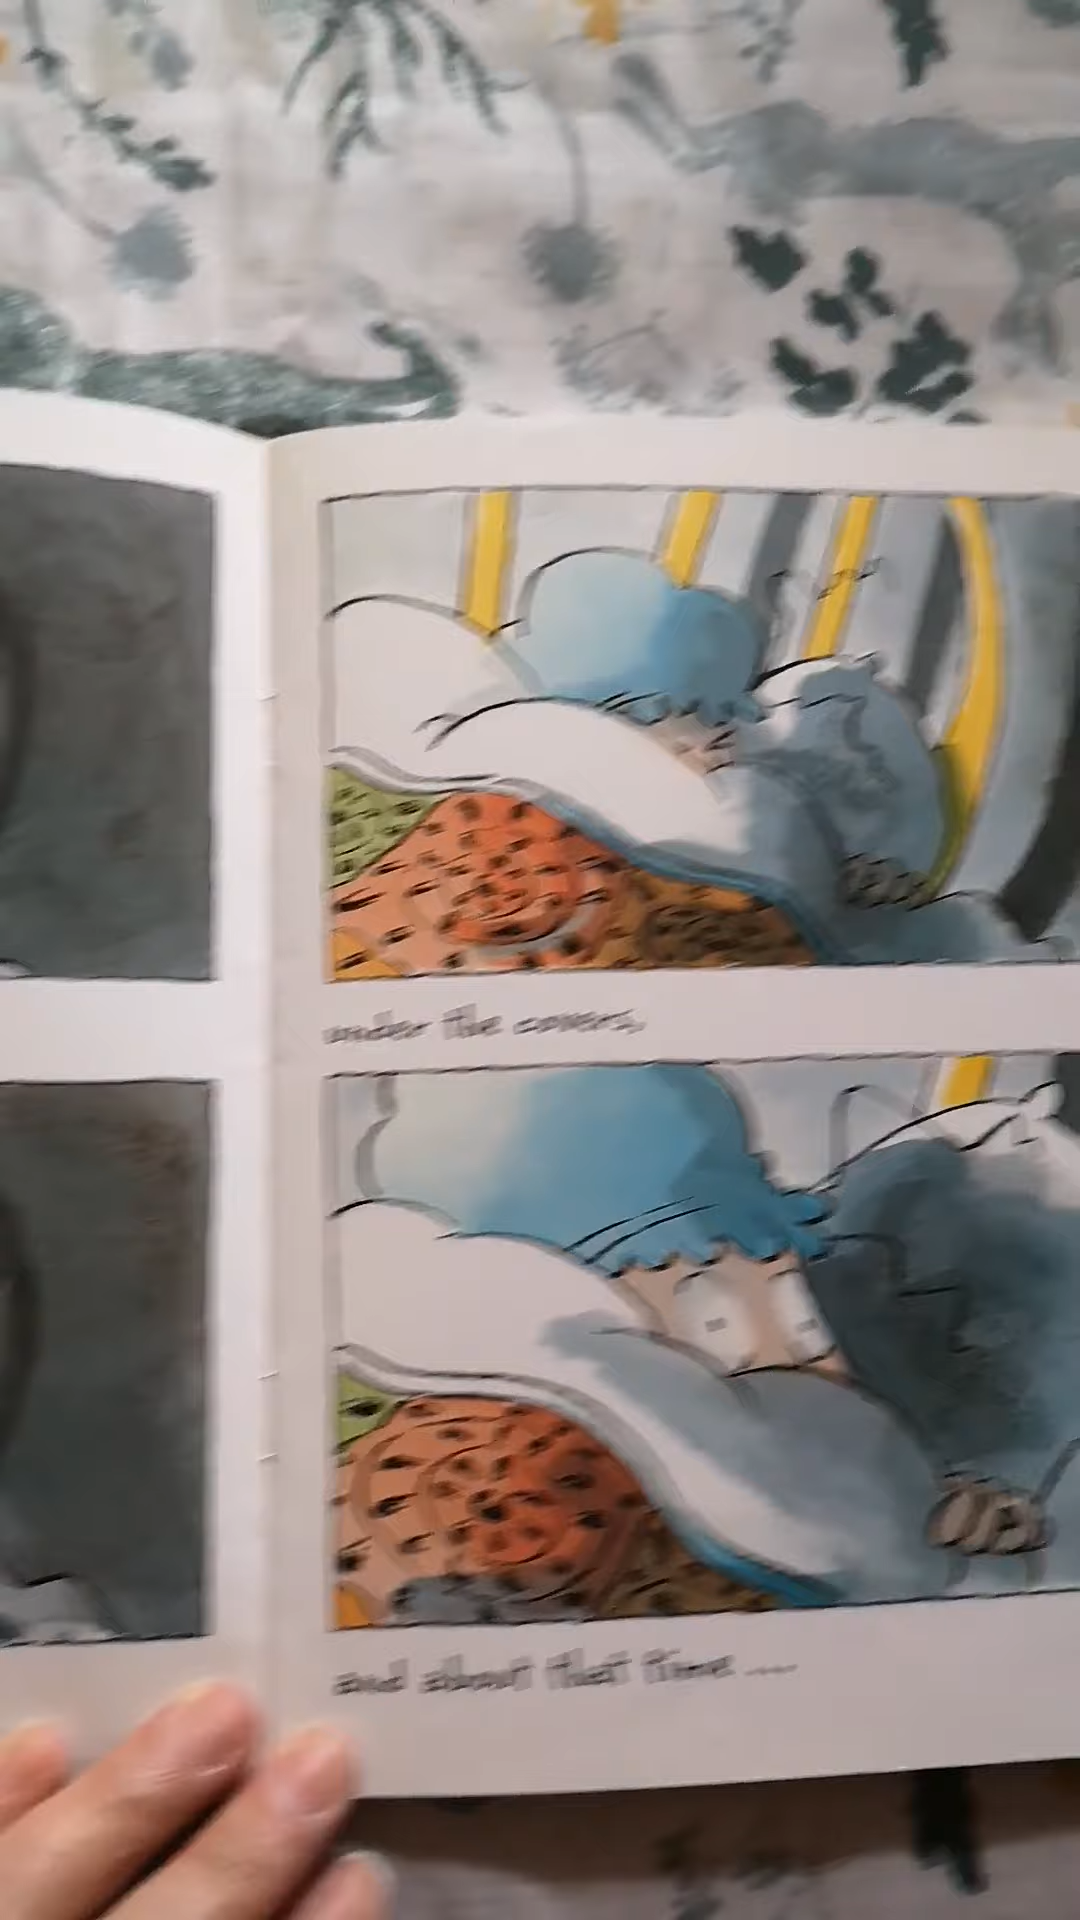 under the covers,
and about that time ....